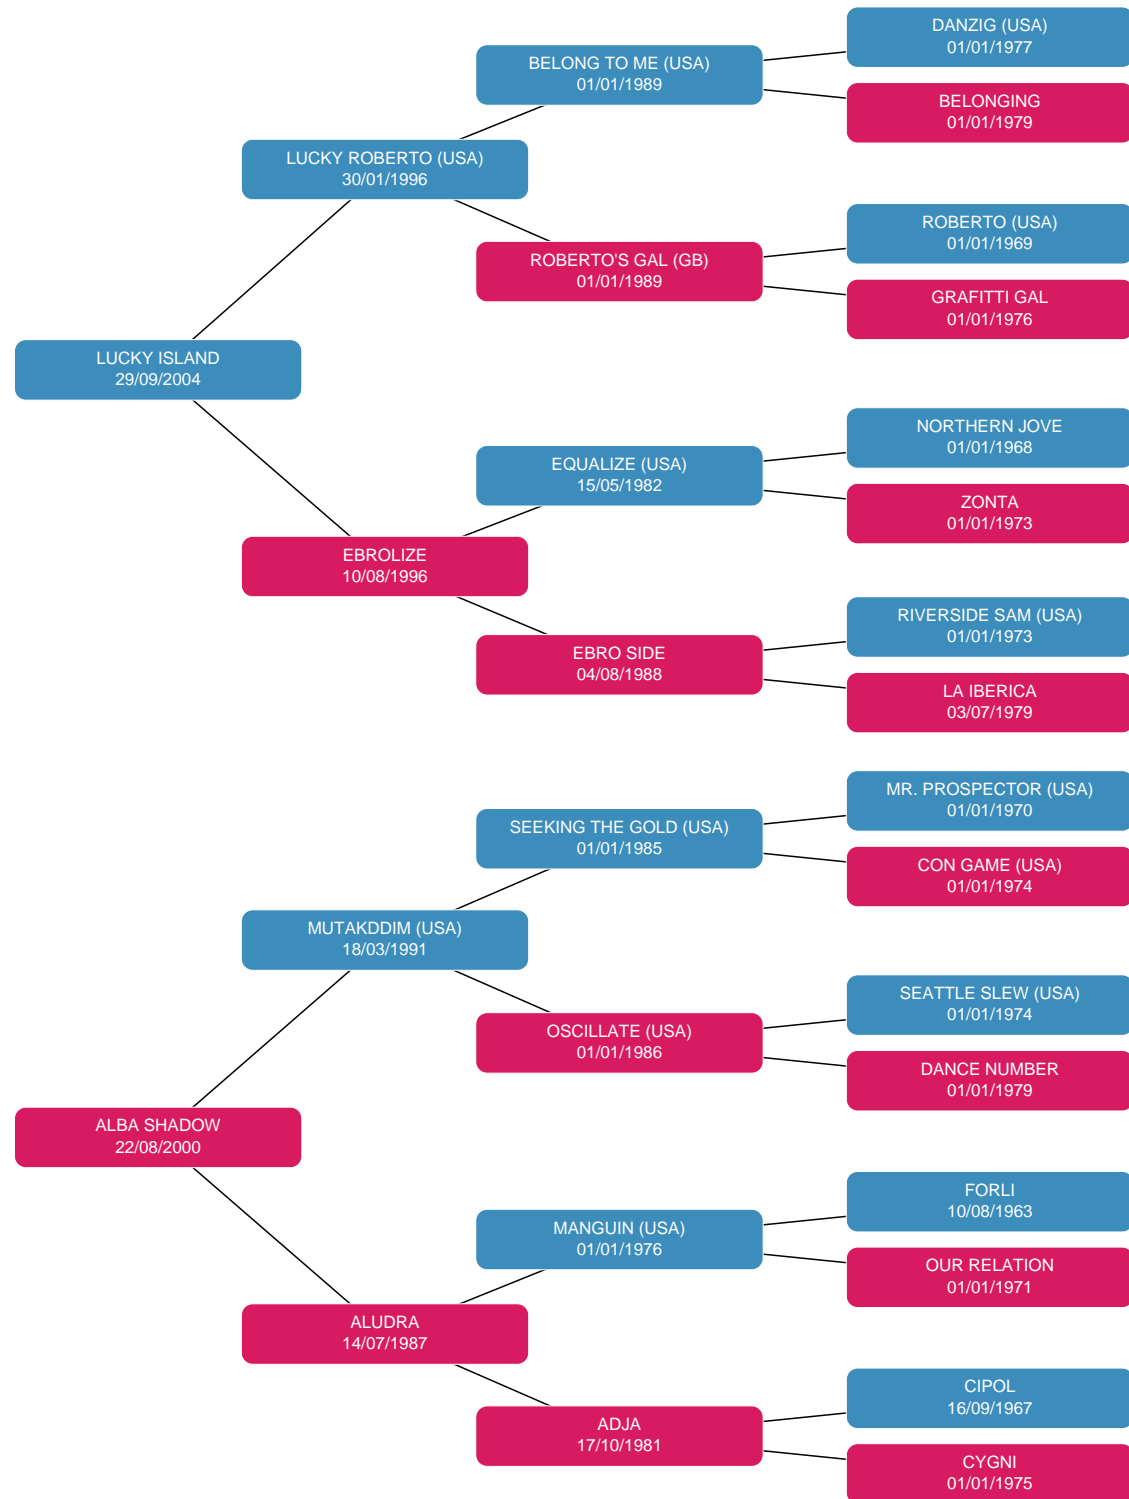 DANZIG (USA)
01/01/1977
BELONG TO ME (USA)
01/01/1989
BELONGING
01/01/1979
LUCKY ROBERTO (USA)
30/01/1996
ROBERTO (USA)
01/01/1969
ROBERTO'S GAL (GB)
01/01/1989
GRAFITTI GAL
01/01/1976
LUCKY ISLAND
29/09/2004
NORTHERN JOVE
01/01/1968
EQUALIZE (USA)
15/05/1982
ZONTA
01/01/1973
EBROLIZE
10/08/1996
RIVERSIDE SAM (USA)
01/01/1973
EBRO SIDE
04/08/1988
LA IBERICA
03/07/1979
MR. PROSPECTOR (USA)
01/01/1970
SEEKING THE GOLD (USA)
01/01/1985
CON GAME (USA)
01/01/1974
MUTAKDDIM (USA)
18/03/1991
SEATTLE SLEW (USA)
01/01/1974
OSCILLATE (USA)
01/01/1986
DANCE NUMBER
01/01/1979
ALBA SHADOW
22/08/2000
FORLI
10/08/1963
MANGUIN (USA)
01/01/1976
OUR RELATION
01/01/1971
ALUDRA
14/07/1987
CIPOL
16/09/1967
ADJA
17/10/1981
CYGNI
01/01/1975